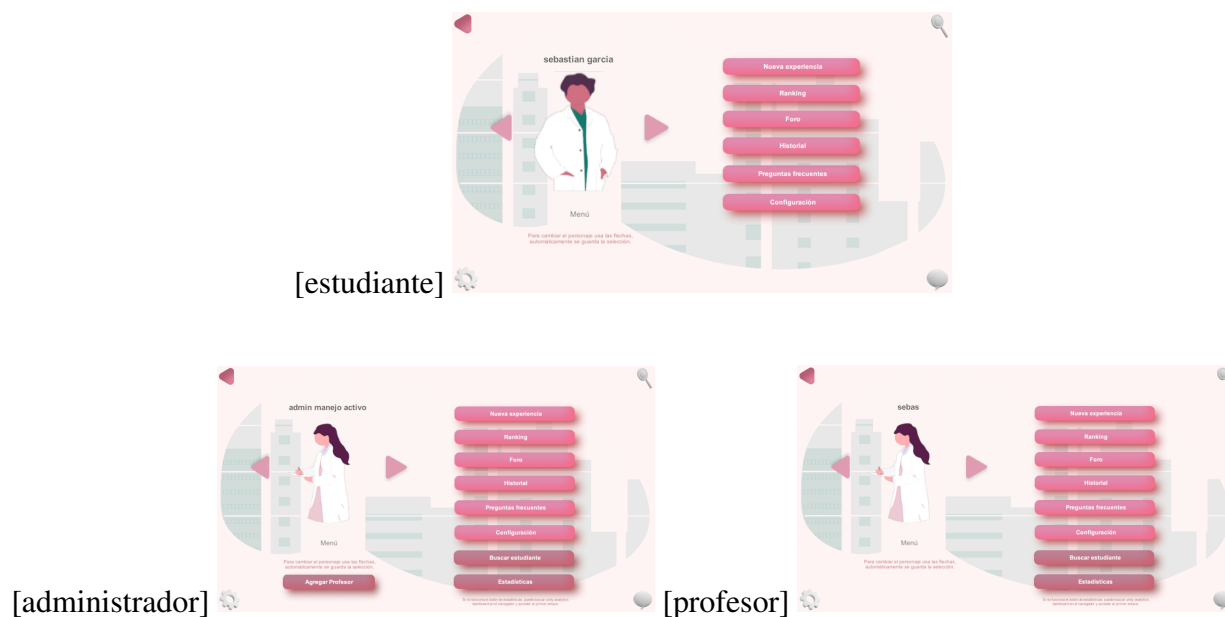 sebastian garcia
Nueva experiencia
Ranking
Foro
Historial
Preguntas frecuentes
Configuración
Menú
Para cambiar el personaje usa las flechas,
automáticamente se guarda la selección.
[estudiante]
admin manejo activo
Nueva experiencia
Ranking
Foro
Historial
Preguntas frecuentes
Configuración
Buscar estudiante
Estadísticas
Menú
Para cambiar el personaje usa las flechas,
automáticamente se guarda la selección.
Agregar Profesor
[administrador]
sebas
Nueva experiencia
Ranking
Foro
Historial
Preguntas frecuentes
Configuración
Buscar estudiante
Estadísticas
Menú
Para cambiar el personaje usa las flechas,
automáticamente se guarda la selección.
[profesor]